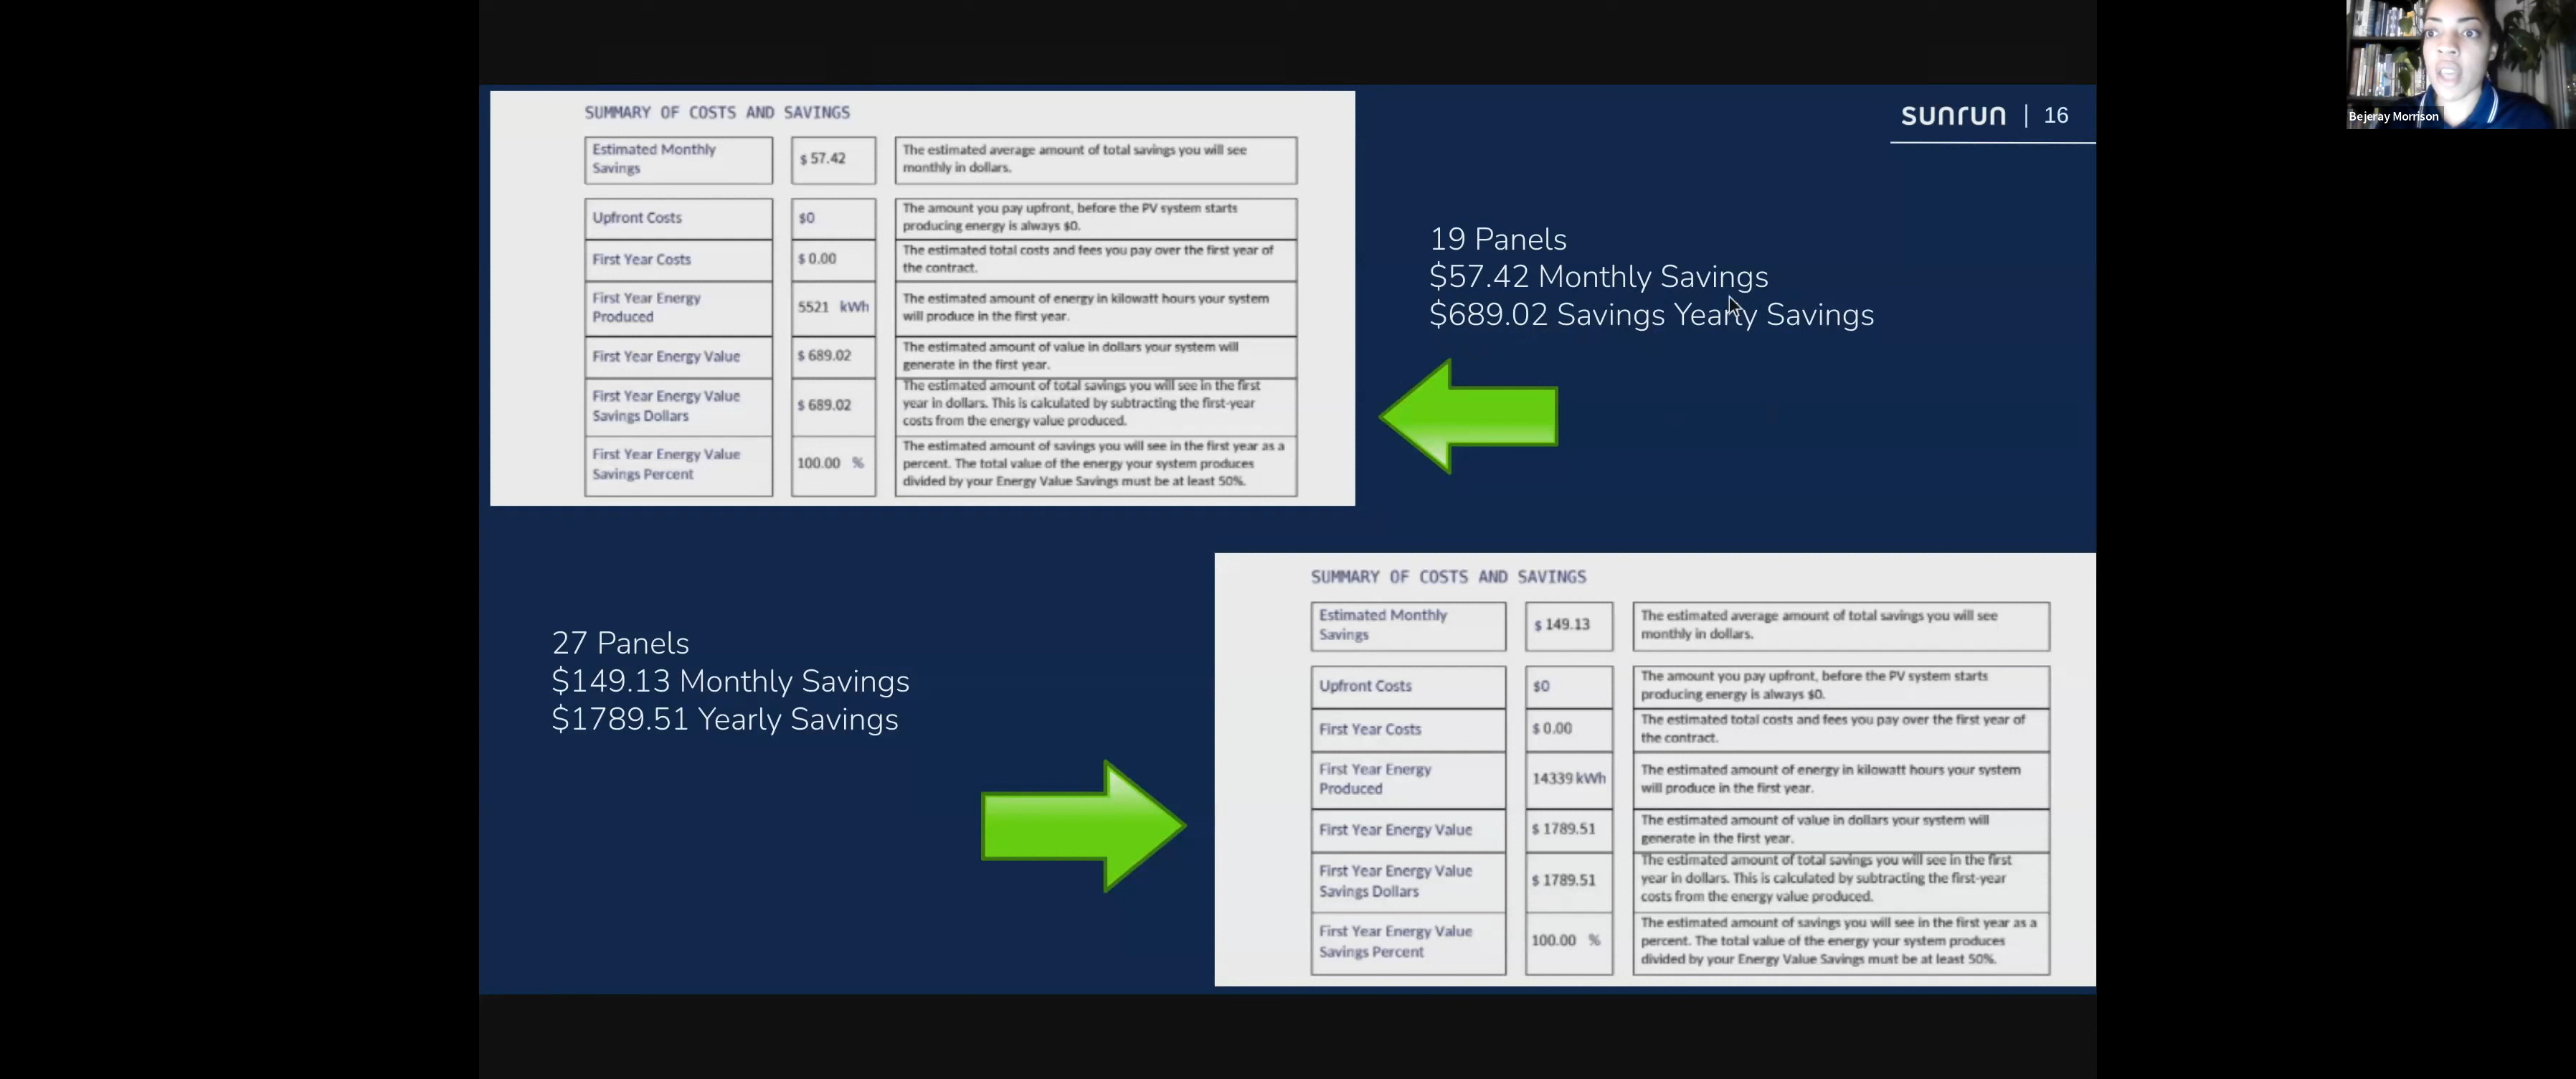 SUMMARY OF COSTS AND SAVINGS
Estimated Monthly
Savings
$ 57.42
The estimated average amount of total savings you will see
monthly in dollars.
Upfront Costs
$0
The amount you pay upfront, before the PV system starts
producing energy is always $0.
First Year Costs
$ 0.00
The estimated total costs and fees you pay over the first year of
the contract.
First Year Energy
Produced
5521 kWh
The estimated amount of energy in kilowatt hours your system
will produce in the first year.
First Year Energy Value
$ 689.02
The estimated amount of value in dollars your system will
generate in the first year.
First Year Energy Value
Savings Dollars
$ 689.02
The estimated amount of total savings you will see in the first
year in dollars. This is calculated by subtracting the first-year
costs from the energy value produced.
First Year Energy Value
Savings Percent
100.00 %
The estimated amount of savings you will see in the first year as a
percent. The total value of the energy your system produces
divided by your Energy Value Savings must be at least 50%.
sunrun | 16
19 Panels
$57.42 Monthly Savings
$689.02 Savings Yearly Savings
Bejeray Morrison
27 Panels
$149.13 Monthly Savings
$1789.51 Yearly Savings
SUMMARY OF COSTS AND SAVINGS
Estimated Monthly
Savings
$ 149.13
The estimated average amount of total savings you will see
monthly in dollars.
Upfront Costs
$0
The amount you pay upfront, before the PV system starts
producing energy is always $0.
First Year Costs
$ 0.00
The estimated total costs and fees you pay over the first year of
the contract.
First Year Energy
Produced
14339 kWh
The estimated amount of energy in kilowatt hours your system
will produce in the first year.
First Year Energy Value
$ 1789.51
The estimated amount of value in dollars your system will
generate in the first year.
First Year Energy Value
Savings Dollars
$ 1789.51
The estimated amount of total savings you will see in the first
year in dollars. This is calculated by subtracting the first-year
costs from the energy value produced.
First Year Energy Value
Savings Percent
100.00 %
The estimated amount of savings you will see in the first year as a
percent. The total value of the energy your system produces
divided by your Energy Value Savings must be at least 50%.